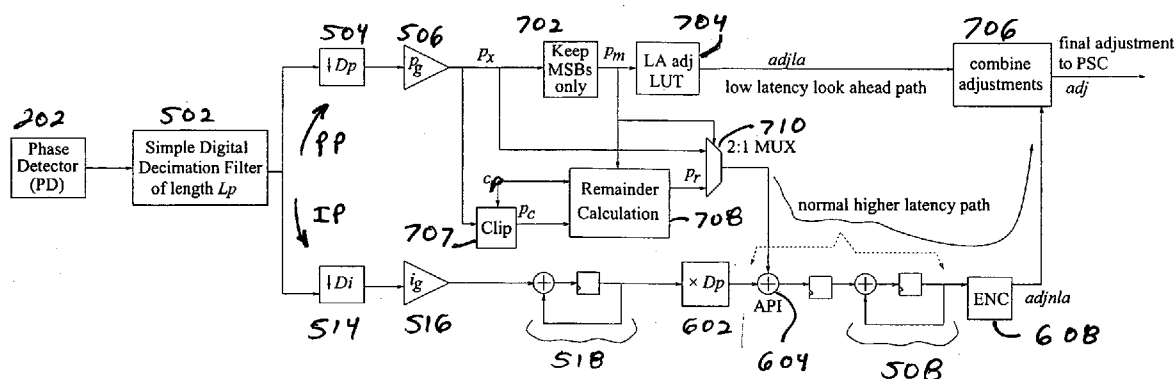 202
Phase
Detector
(PD)
502
Simple Digital
Decimation Filter
of length Lp
PP
IP
504
↓Dp
506
pg
px
702
Keep
MSBs
only
pm
704
LA adj
LUT
adjla
low latency look ahead path
706
combine
adjustments
final adjustment
to PSC
adj
710
2:1 MUX
cp
707
Clip
pc
Remainder
Calculation
708
pr
normal higher latency path
514
↓Di
516
ig
518
× Dp
602
API
604
508
ENC
608
adjnla